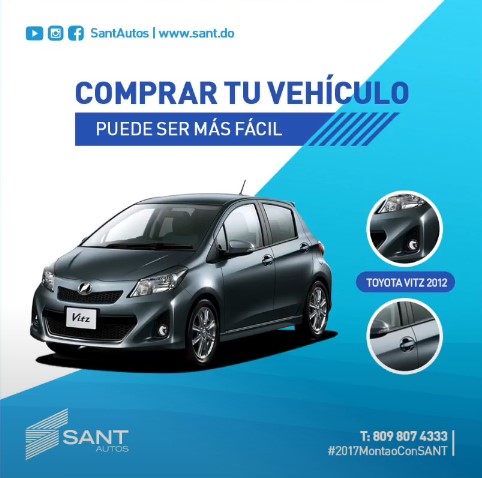 SantAutos | www.sant.do
COMPRAR TU VEHÍCULO
PUEDE SER MÁS FÁCIL
TOYOTA VITZ 2012
Vitz
SANT
AUTOS
T: 809 807 4333
#2017MontaoConSANT